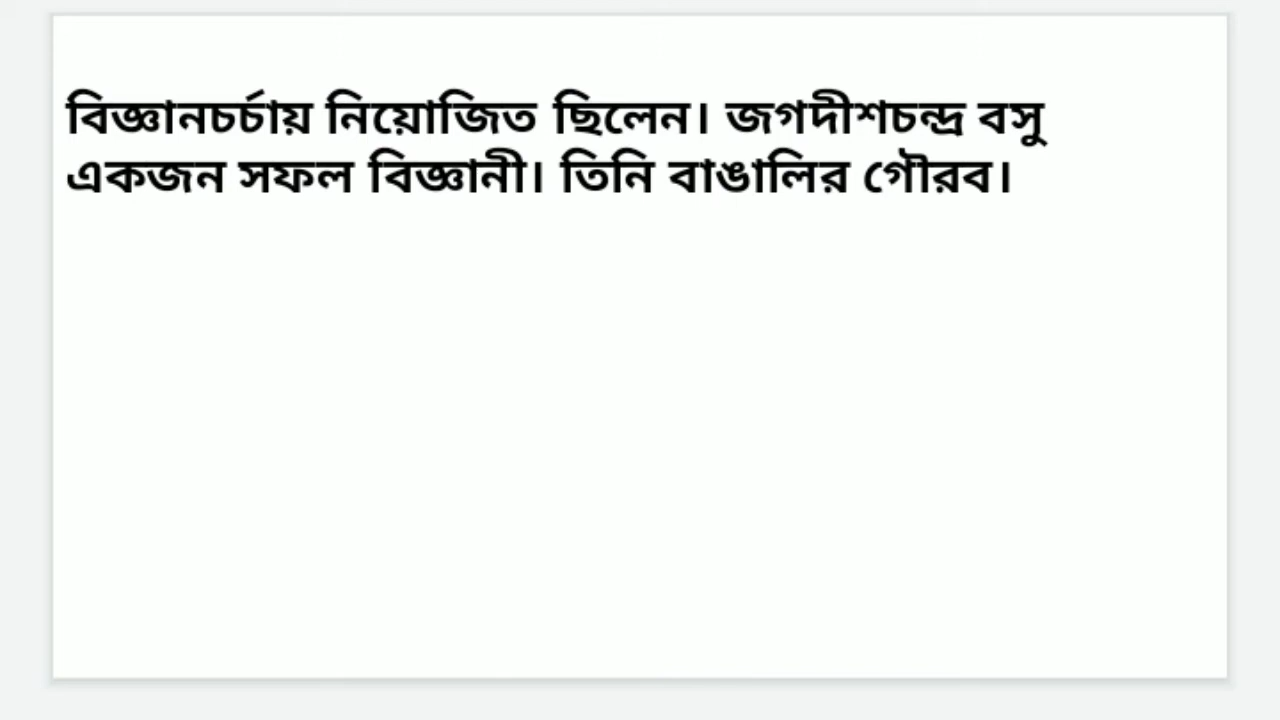 বিজ্ঞানচর্চায় নিয়োজিত ছিলেন। জগদীশচন্দ্র বসু
একজন সফল বিজ্ঞানী। তিনি বাঙালির গৌরব।